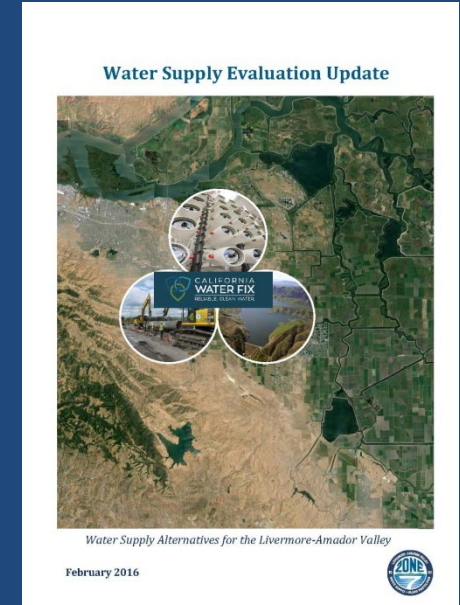 Water Supply Evaluation Update
CALIFORNIA
WATER FIX
RELIABLE. CLEAN WATER.
Water Supply Alternatives for the Livermore-Amador Valley
February 2016
ZONE
7